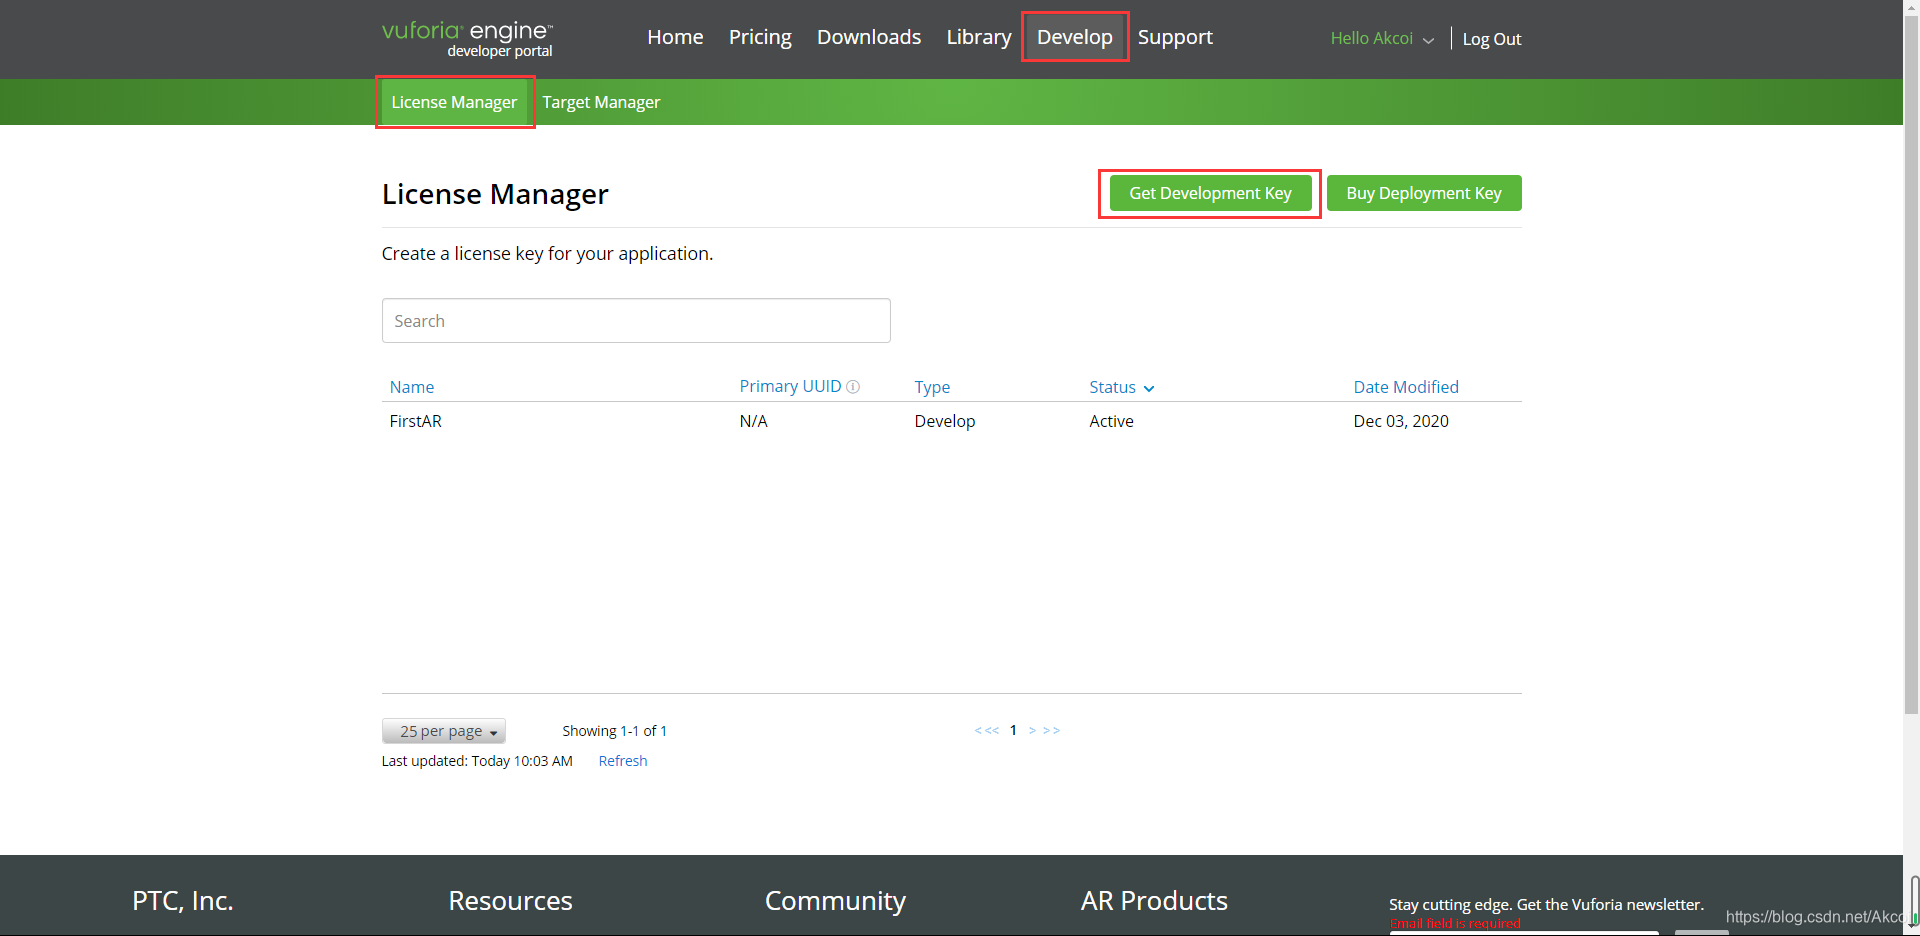 vuforia® engine™
developer portal
Home Pricing Downloads Library Develop Support
Hello Akcoi Log Out
License Manager Target Manager
License Manager
Get Development Key Buy Deployment Key
Create a license key for your application.
Search
Name Primary UUID Type Status Date Modified
FirstAR N/A Develop Active Dec 03, 2020
25 per page Showing 1-1 of 1 < << 1 > >>
Last updated: Today 10:03 AM Refresh
PTC, Inc. Resources Community AR Products
Stay cutting edge. Get the Vuforia newsletter.
Email field is required
https://blog.csdn.net/Akcoi